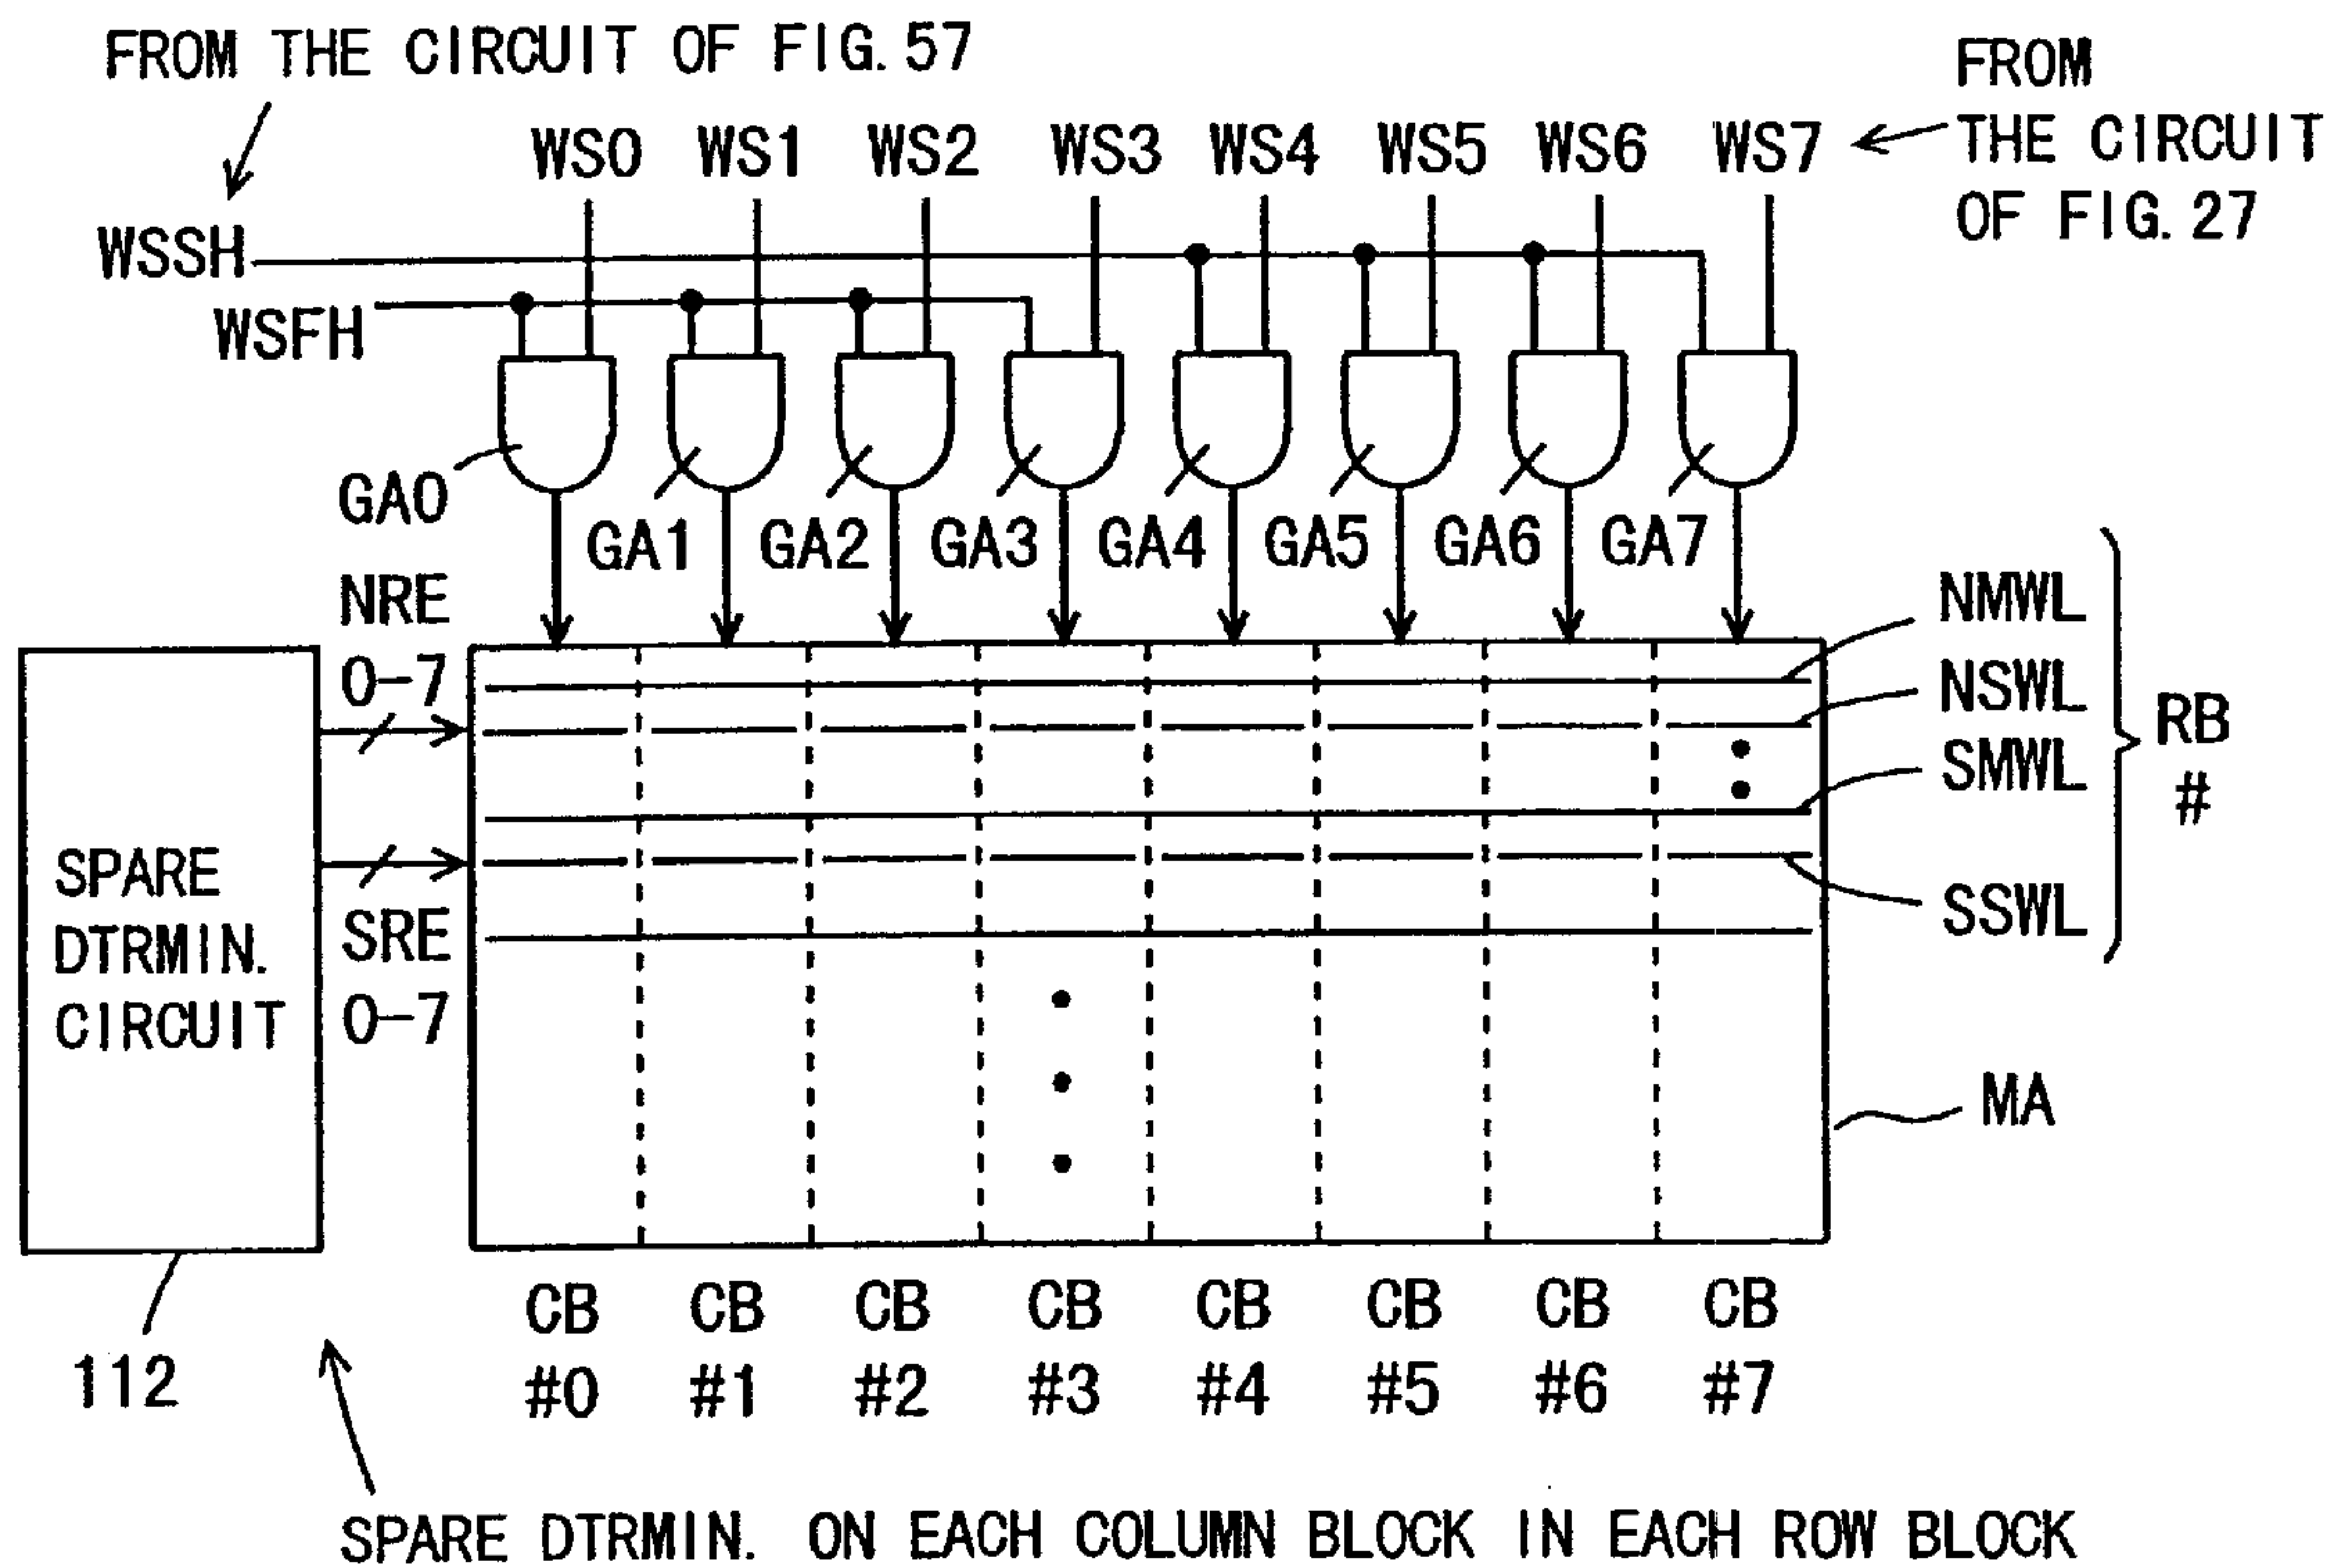 FROM THE CIRCUIT OF FIG. 57
FROM
THE CIRCUIT
OF FIG. 27
WS0 WS1 WS2 WS3 WS4 WS5 WS6 WS7
WSSH
WSFH
GA0 GA1 GA2 GA3 GA4 GA5 GA6 GA7
NRE
0-7
NMWL
NSWL
SMWL
SSWL
RB
#
SPARE
DTRMIN.
CIRCUIT
SRE
0-7
MA
112
CB CB CB CB CB CB CB CB
#0 #1 #2 #3 #4 #5 #6 #7
SPARE DTRMIN. ON EACH COLUMN BLOCK IN EACH ROW BLOCK